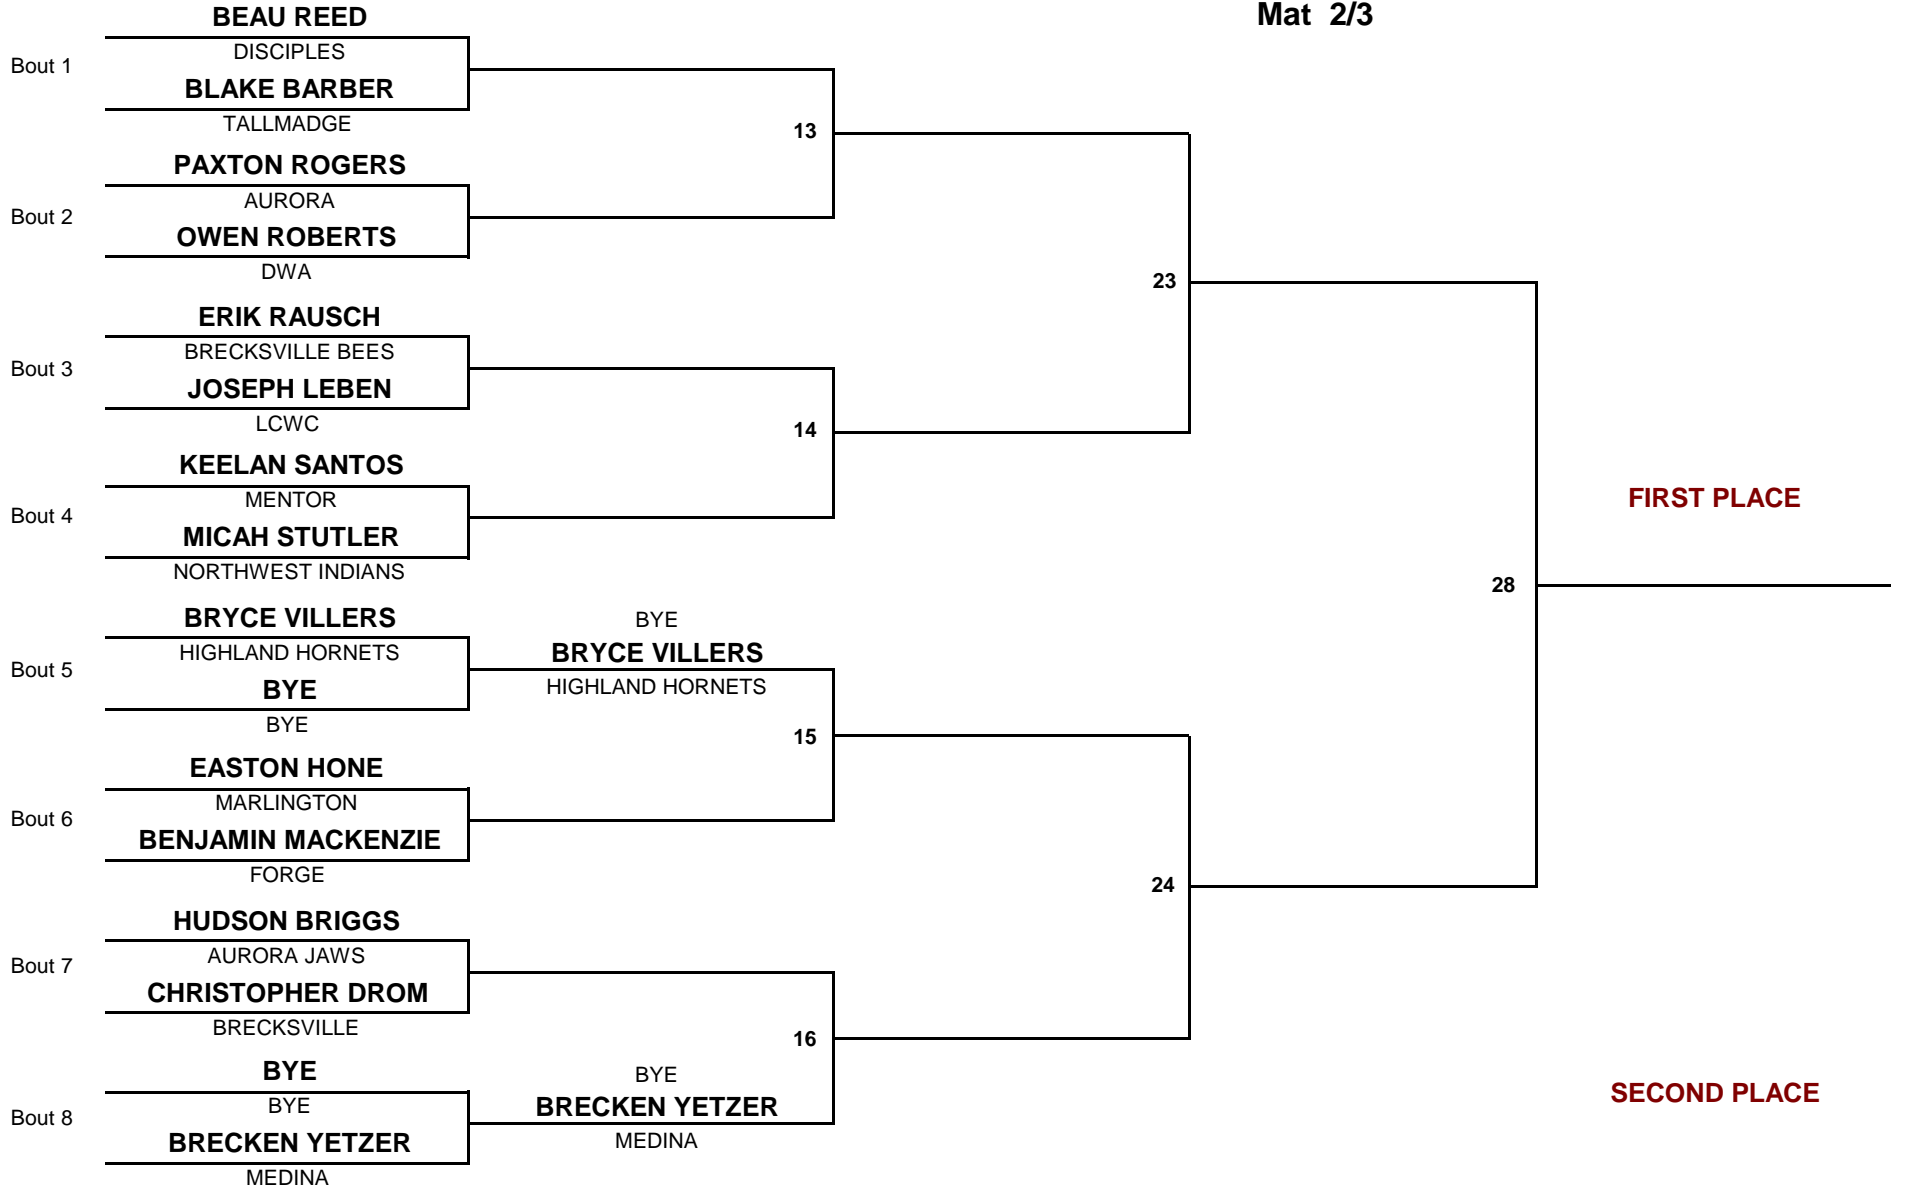 Mat 2/3
BEAU REED
DISCIPLES
Bout 1
BLAKE BARBER
TALLMADGE
13
PAXTON ROGERS
AURORA
Bout 2
OWEN ROBERTS
DWA
23
ERIK RAUSCH
BRECKSVILLE BEES
Bout 3
JOSEPH LEBEN
LCWC
14
KEELAN SANTOS
MENTOR
Bout 4
MICAH STUTLER
NORTHWEST INDIANS
FIRST PLACE
28
BRYCE VILLERS
HIGHLAND HORNETS
Bout 5
BYE
BYE
BYE
BRYCE VILLERS
HIGHLAND HORNETS
15
EASTON HONE
MARLINGTON
Bout 6
BENJAMIN MACKENZIE
FORGE
24
HUDSON BRIGGS
AURORA JAWS
Bout 7
CHRISTOPHER DROM
BRECKSVILLE
16
BYE
BYE
Bout 8
BRECKEN YETZER
MEDINA
BYE
BRECKEN YETZER
MEDINA
SECOND PLACE